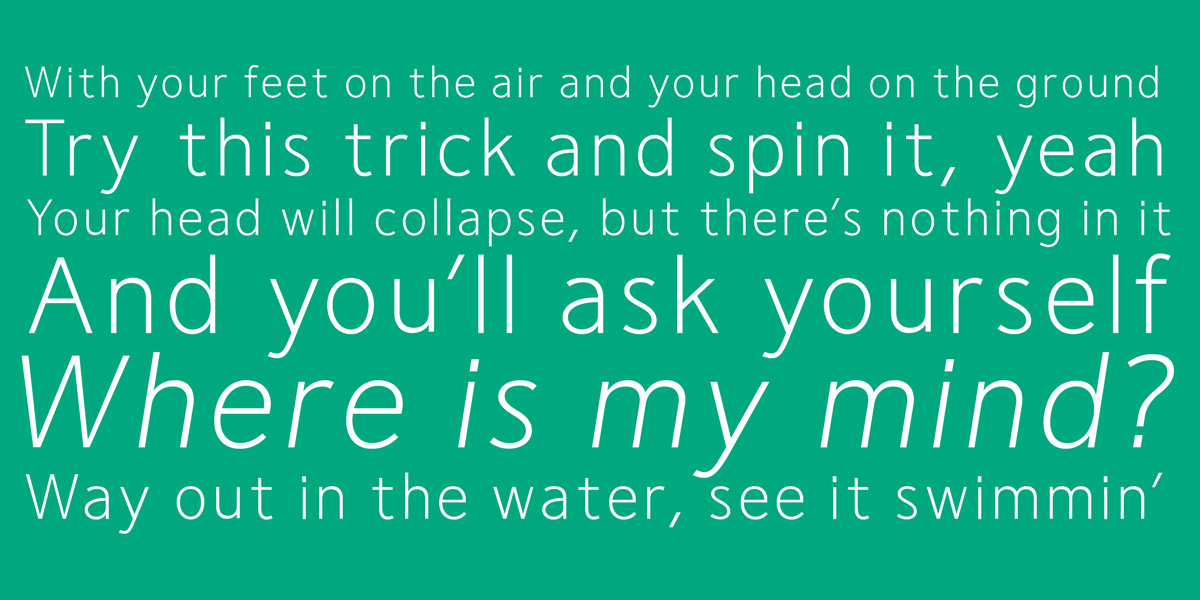 With your feet on the air and your head on the ground
Try this trick and spin it, yeah
Your head will collapse, but there’s nothing in it
And you’ll ask yourself
Where is my mind?
Way out in the water, see it swimmin’